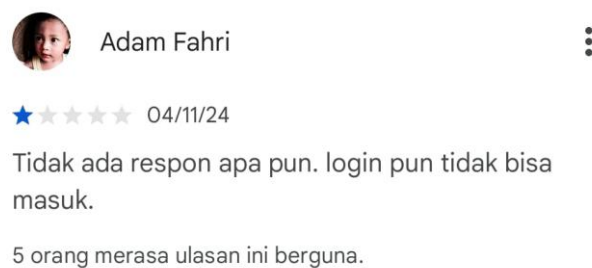 Adam Fahri
04/11/24
Tidak ada respon apa pun. login pun tidak bisa
masuk.
5 orang merasa ulasan ini berguna.